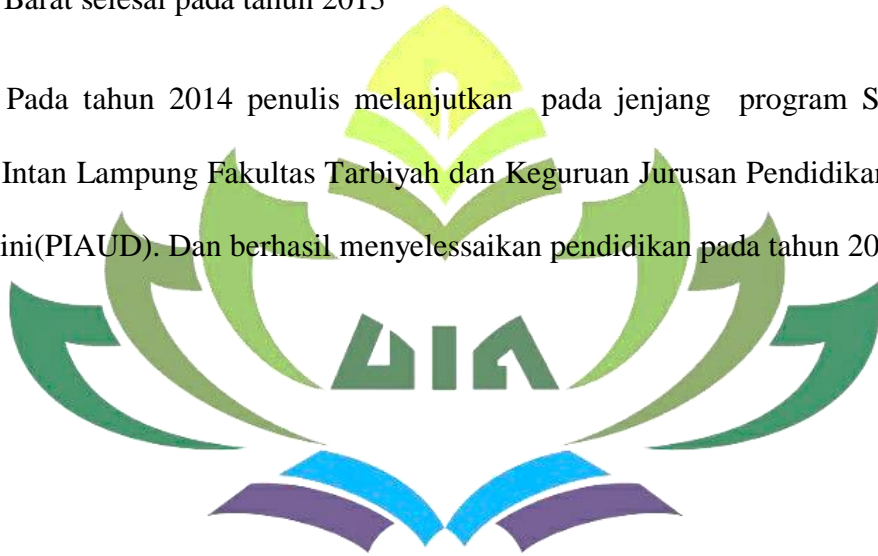 Barat selesai pada tahun 2013
Pada tahun 2014 penulis melanjutkan pada jenjang program S
Intan Lampung Fakultas Tarbiyah dan Keguruan Jurusan Pendidikan
ini(PIAUD). Dan berhasil menyelessaikan pendidikan pada tahun 20
UIN